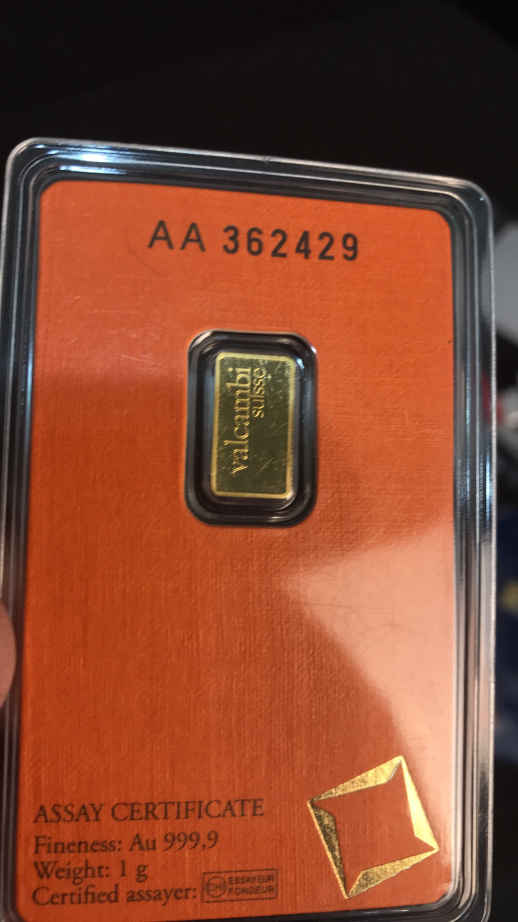 AA 362429
valcambi
suisse
ASSAY CERTIFICATE
Fineness: Au 999,9
Weight: 1 g
Certified assayer:
ESSAYEUR
FONDEUR